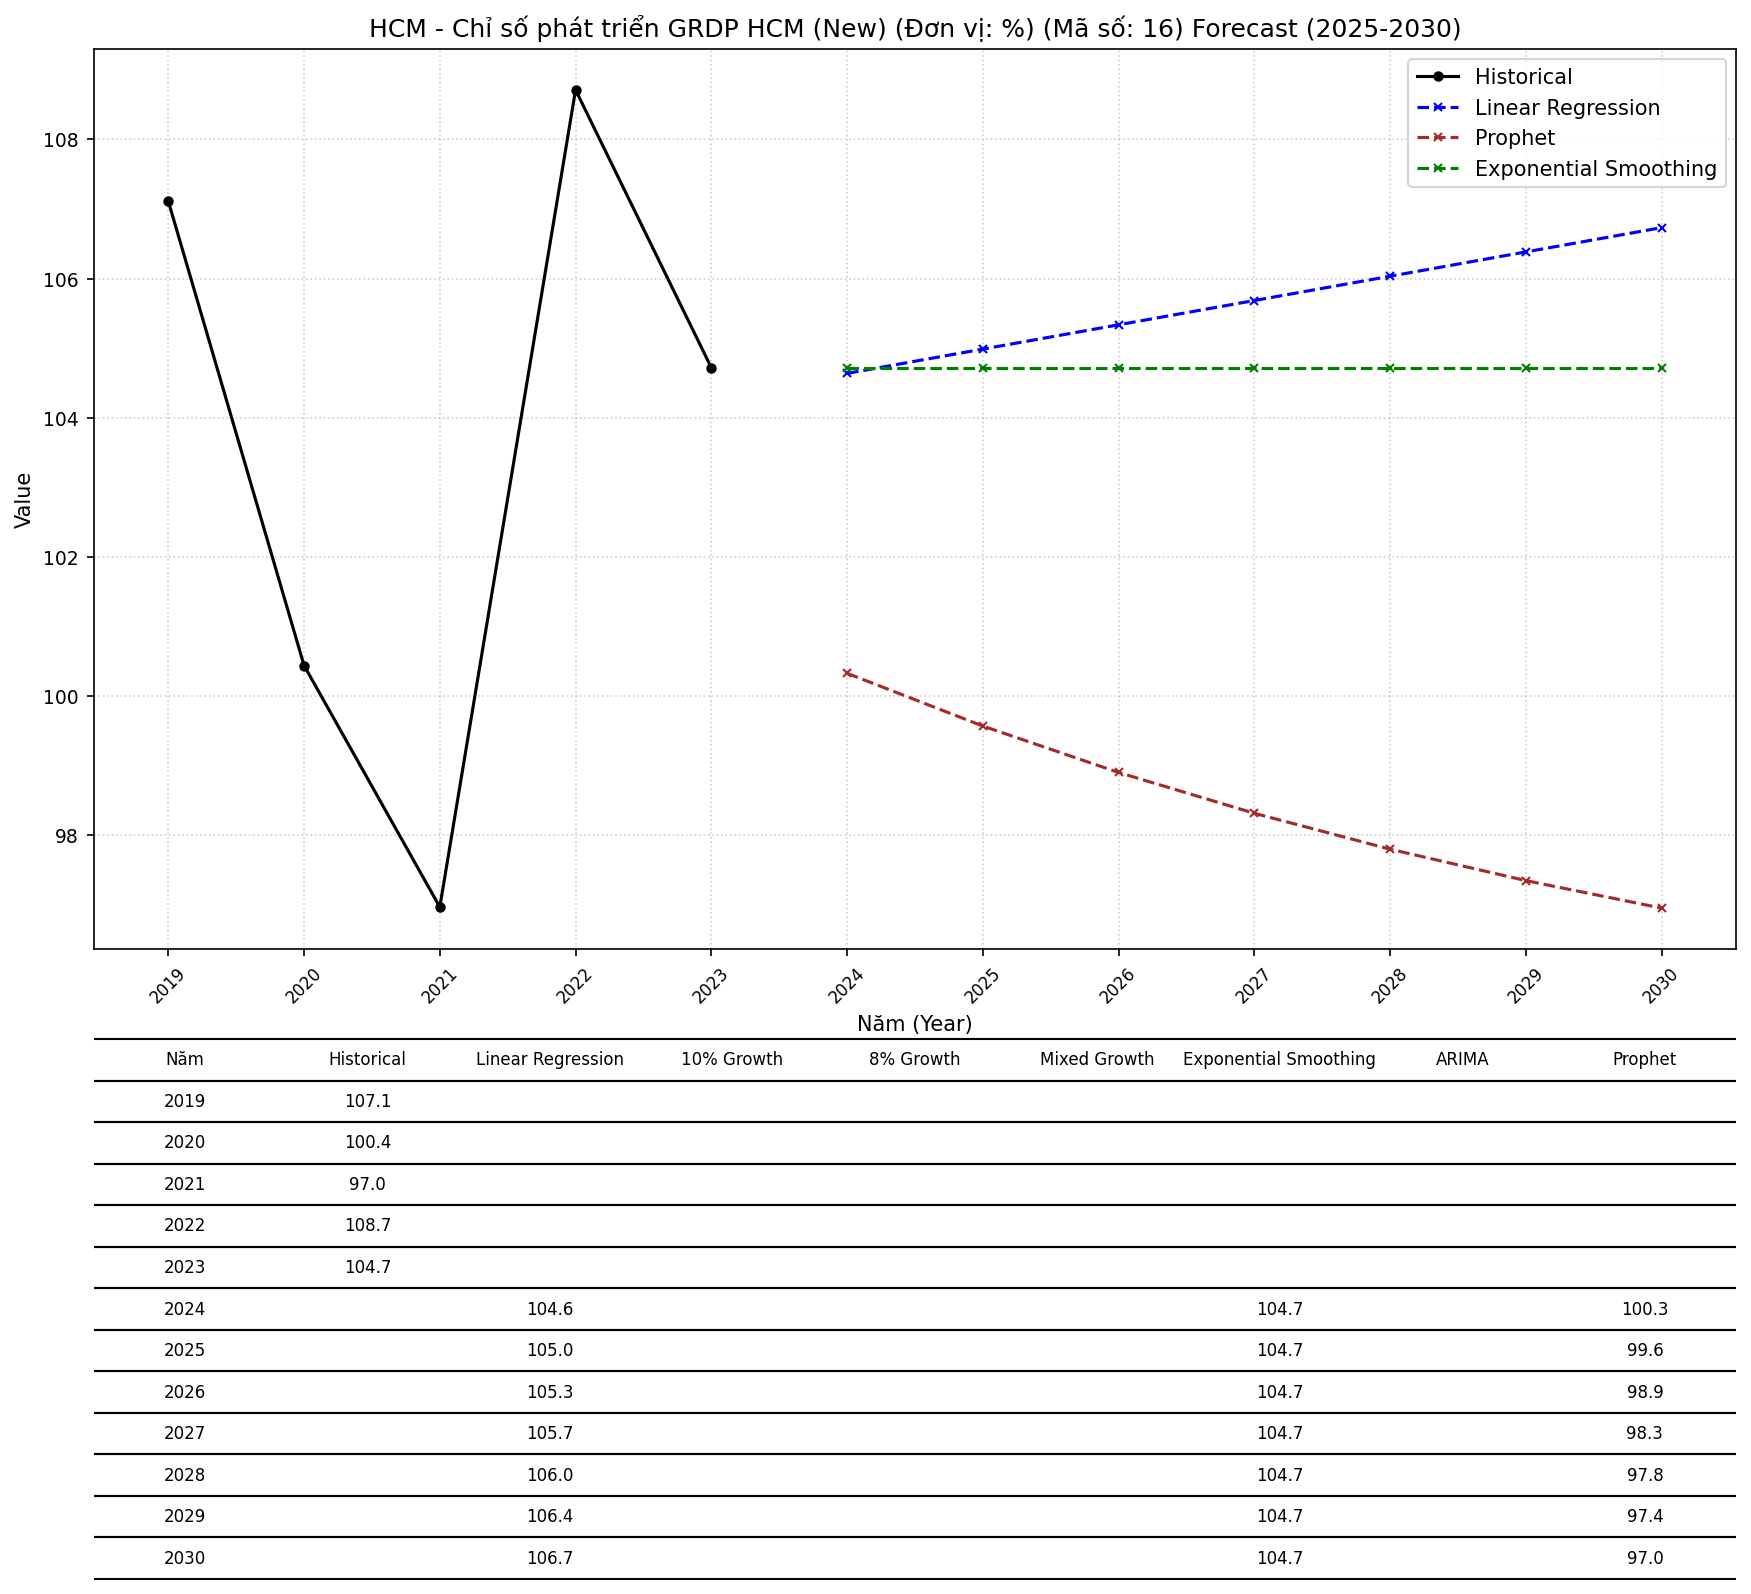 HCM - Chỉ số phát triển GRDP HCM (New) (Đơn vị: %) (Mã số: 16) Forecast (2025-2030)
Historical
Linear Regression
Prophet
Exponential Smoothing
108
106
104
102
100
98
Value
2019 2020 2021 2022 2023 2024 2025 2026 2027 2028 2029 2030
Năm (Year)
Năm Historical Linear Regression 10% Growth 8% Growth Mixed Growth Exponential Smoothing ARIMA Prophet
2019 107.1
2020 100.4
2021 97.0
2022 108.7
2023 104.7
2024 104.6 104.7 100.3
2025 105.0 104.7 99.6
2026 105.3 104.7 98.9
2027 105.7 104.7 98.3
2028 106.0 104.7 97.8
2029 106.4 104.7 97.4
2030 106.7 104.7 97.0